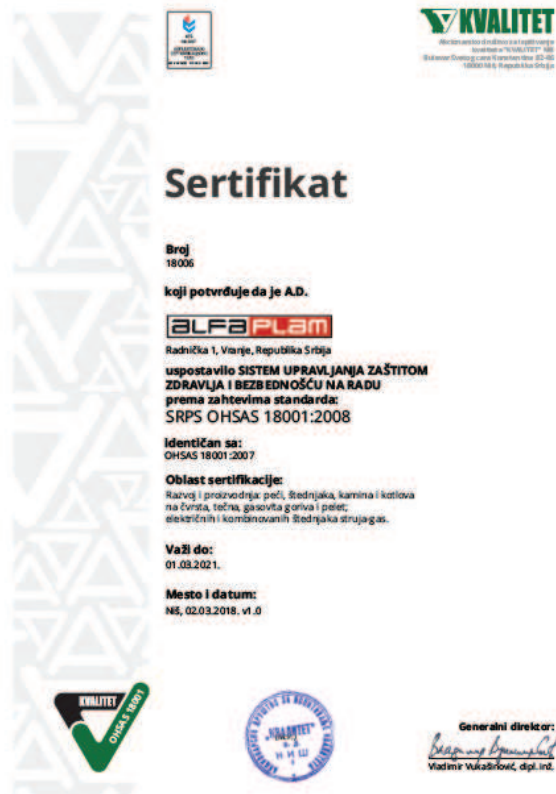 KVALITET
18000 Niš, Republika Srbija
Sertifikat
Broj
18006
koji potvrđuje da je A.D.
ALFA PLAM
Radnička 1, Vranje, Republika Srbija
uspostavilo SISTEM UPRAVLJANJA ZAŠTITOM
ZDRAVLJA I BEZBEDNOŠĆU NA RADU
prema zahtevima standarda:
SRPS OHSAS 18001:2008
identičan sa:
OHSAS 18001:2007
Oblast sertifikacije:
Razvoj i proizvodnja: peći, štednjaka, kamina i kotlova
na čvrsta, tečna, gasovita goriva i pelet;
električnih i kombinovanih štednjaka struja-gas.
Važi do:
01.03.2021.
Mesto i datum:
Niš, 02.03.2018. v1.0
KVALITET
OHSAS 18001
Generalni direktor:
Vladimir Vukašinović, dipl. inž.